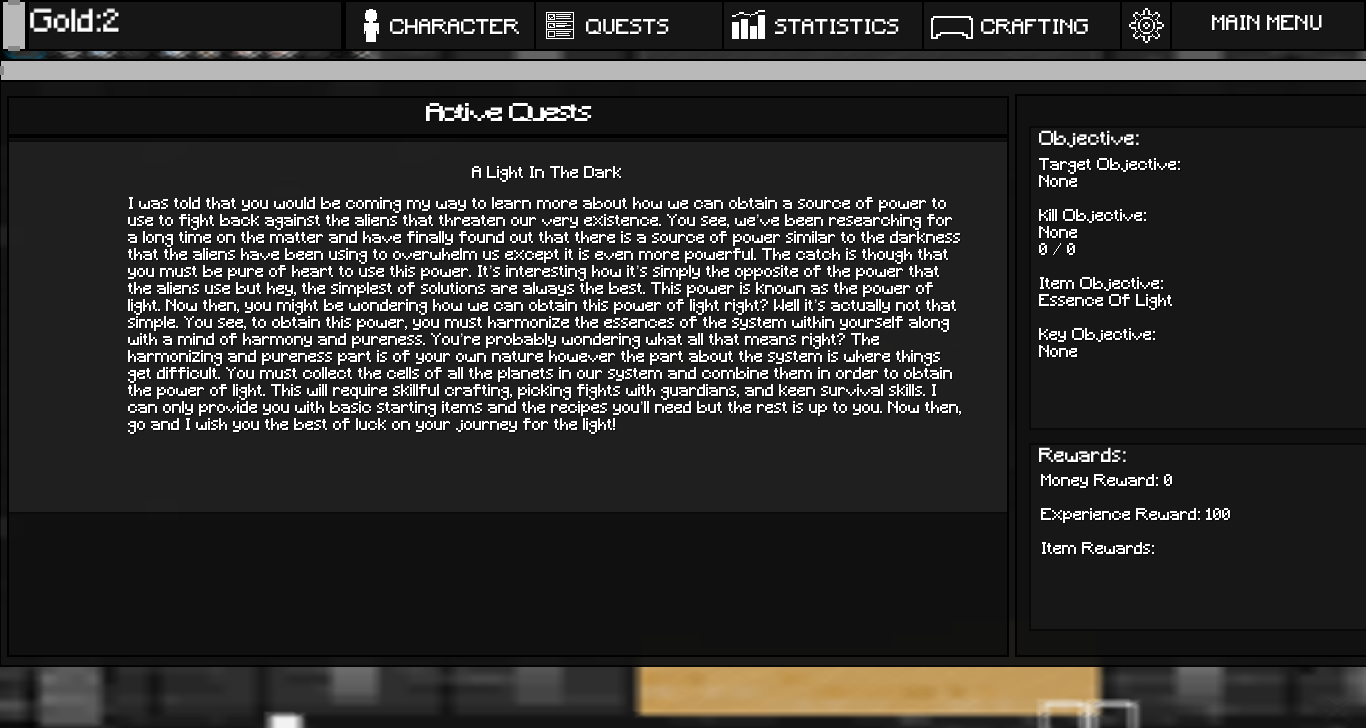 Gold:2
CHARACTER
QUESTS
STATISTICS
CRAFTING
MAIN MENU
Active Quests
A Light In The Dark
I was told that you would be coming my way to learn more about how we can obtain a source of power to
use to fight back against the aliens that threaten our very existence. You see, we've been researching for
a long time on the matter and have finally found out that there is a source of power similar to the darkness
that the aliens have been using to overwhelm us except it is even more powerful. The catch is though that
you must be pure of heart to use this power. It's interesting how it's simply the opposite of the power that
the aliens use but hey, the simplest of solutions are always the best. This power is known as the power of
light. Now then, you might be wondering how we can obtain this power of light right? Well it's actually not that
simple. You see, to obtain this power, you must harmonize the essences of the system within yourself along
with a mind of harmony and pureness. You're probably wondering what all that means right? The
harmonizing and pureness part is of your own nature however the part about the system is where things
get difficult. You must collect the cells of all the planets in our system and combine them in order to obtain
the power of light. This will require skillful crafting, picking fights with guardians, and keen survival skills. I
can only provide you with basic starting items and the recipes you'll need but the rest is up to you. Now then,
go and I wish you the best of luck on your journey for the light!
Objective:
Target Objective:
None
Kill Objective:
None
0 / 0
Item Objective:
Essence Of Light
Key Objective:
None
Rewards:
Money Reward: 0
Experience Reward: 100
Item Rewards: